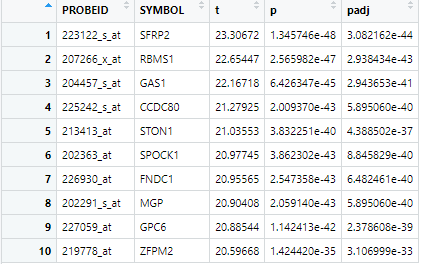 PROBEID SYMBOL t p padj
1 223122_s_at SFRP2 23.30672 1.345746e-48 3.082162e-44
2 207266_x_at RBMS1 22.65447 2.565982e-47 2.938434e-43
3 204457_s_at GAS1 22.16718 6.426347e-45 2.943653e-41
4 225242_s_at CCDC80 21.27925 2.009370e-43 5.895060e-40
5 213413_at STON1 21.03553 3.832251e-40 4.388502e-37
6 202363_at SPOCK1 20.97745 3.862302e-43 8.845829e-40
7 226930_at FNDC1 20.95565 2.547358e-43 6.482461e-40
8 202291_s_at MGP 20.90408 2.059140e-43 5.895060e-40
9 227059_at GPC6 20.88544 1.142413e-42 2.378608e-39
10 219778_at ZFPM2 20.59668 1.424420e-35 3.106999e-33